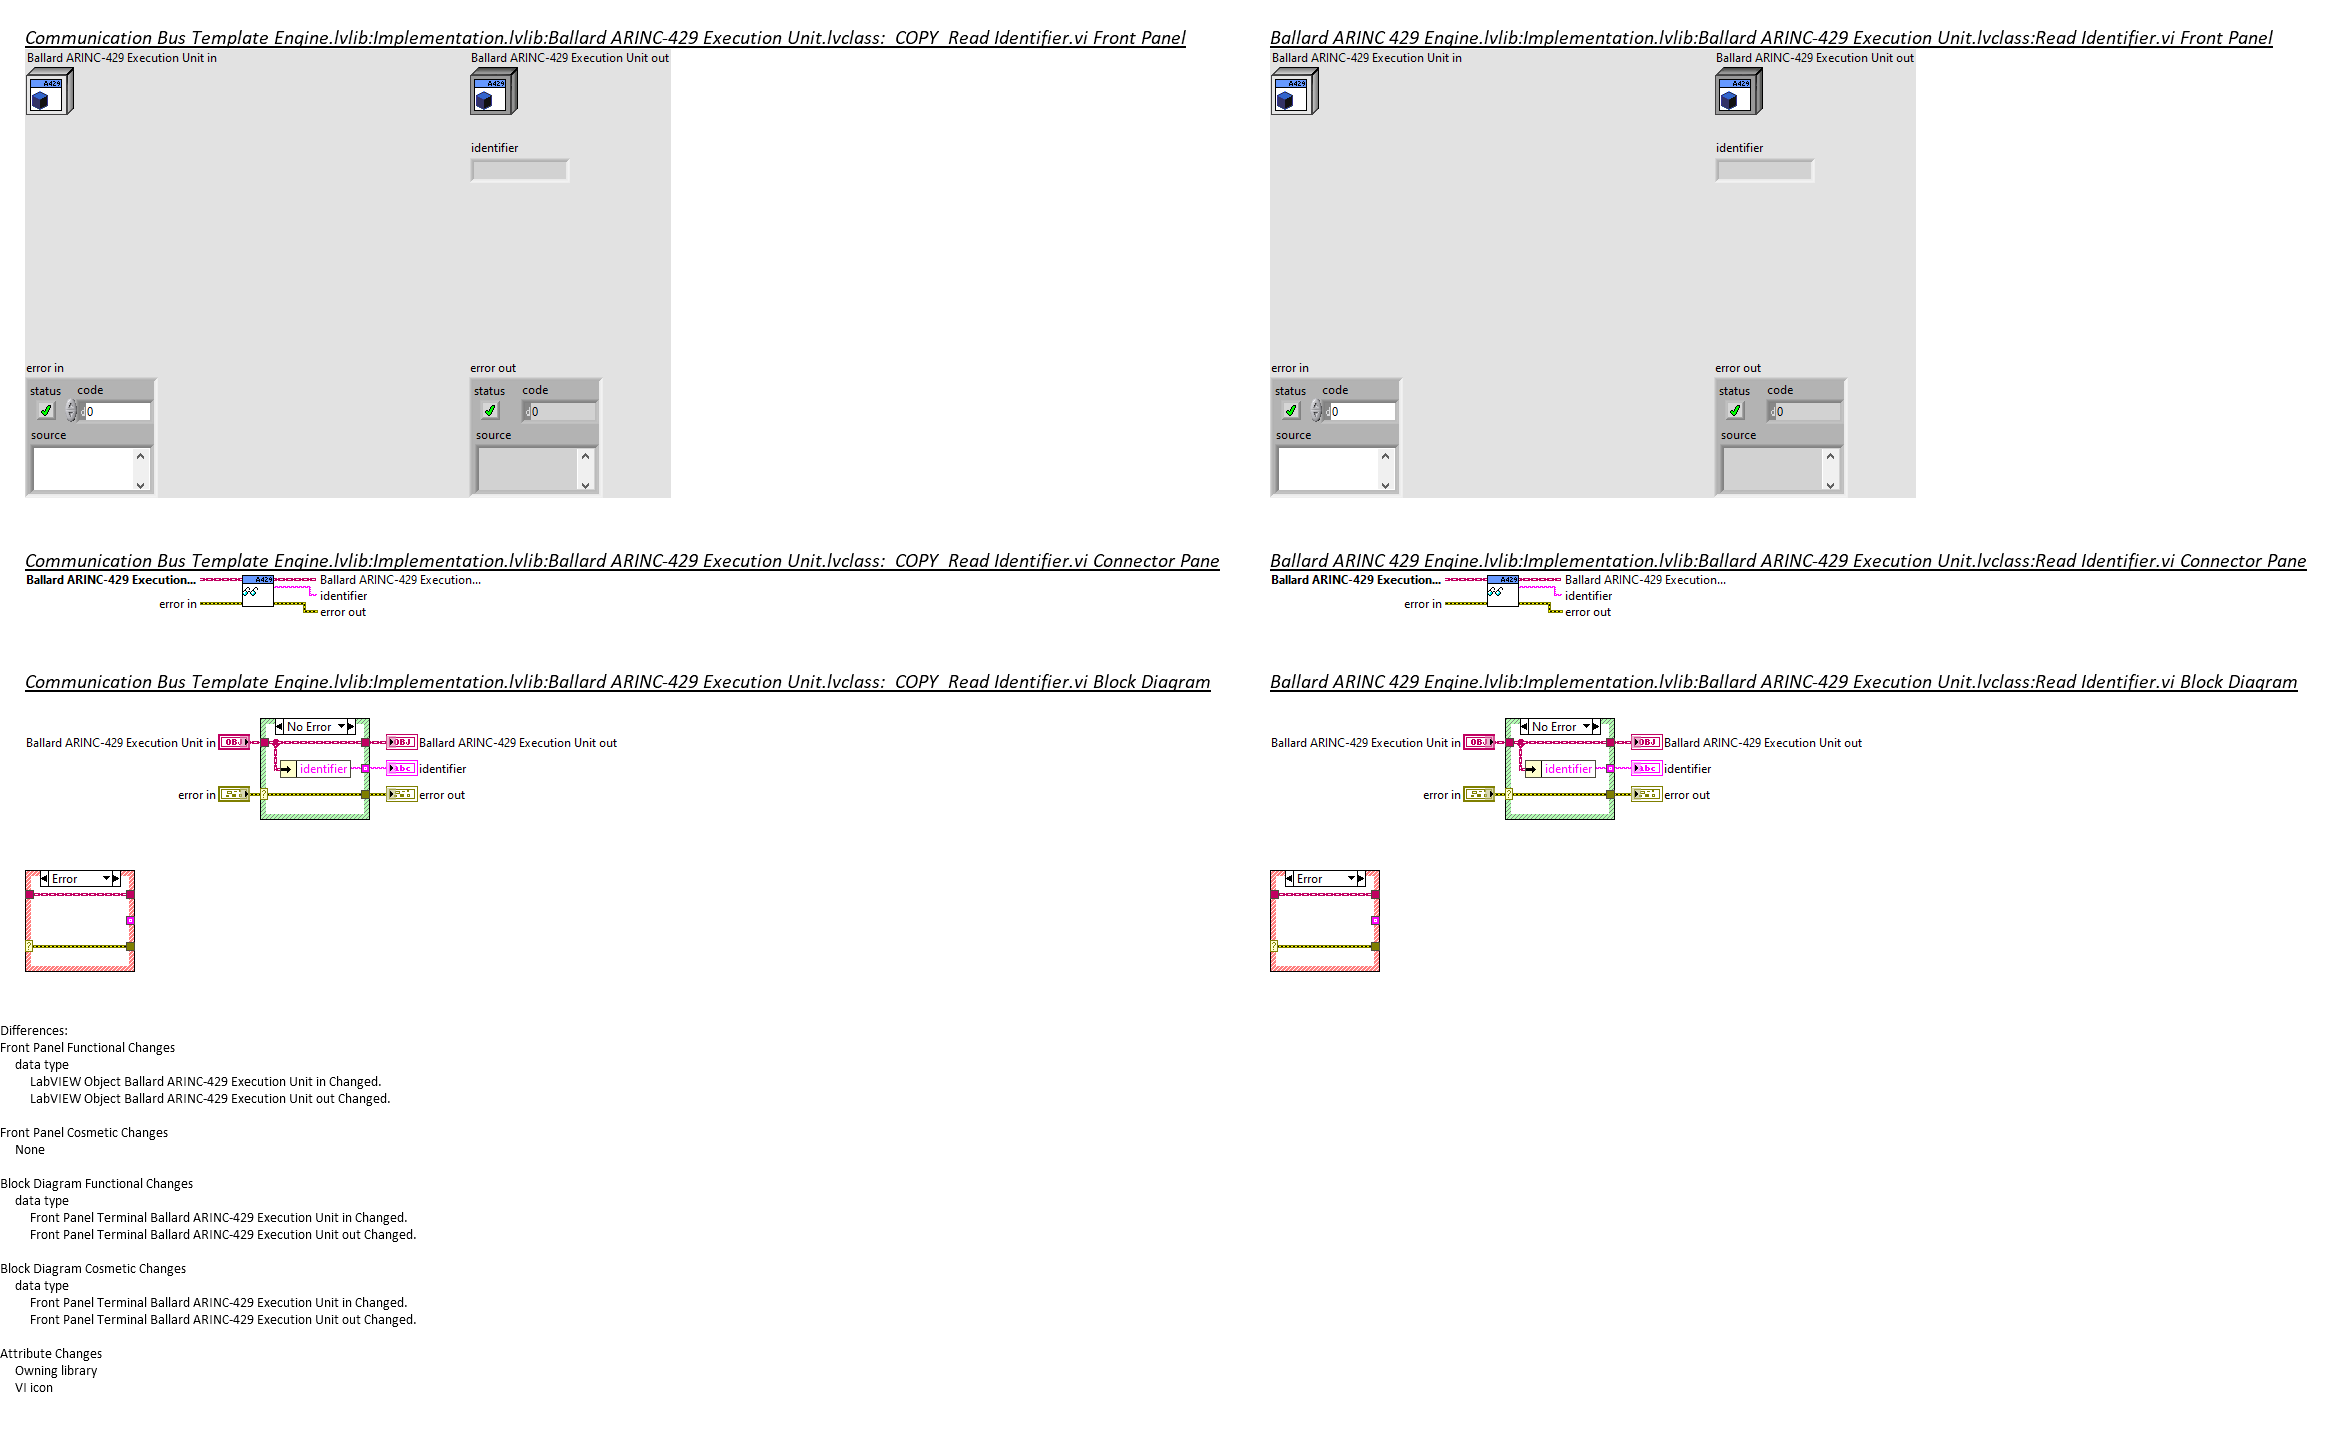 Communication Bus Template Engine.lvlib:Implementation.lvlib:Ballard ARINC-429 Execution Unit.lvclass:  COPY  Read Identifier.vi Front Panel
Ballard ARINC-429 Execution Unit in
Ballard ARINC-429 Execution Unit out
A429
A429
identifier
error in
error out
status code
status code
d0
d0
source
source
Ballard ARINC 429 Engine.lvlib:Implementation.lvlib:Ballard ARINC-429 Execution Unit.lvclass:Read Identifier.vi Front Panel
Ballard ARINC-429 Execution Unit in
Ballard ARINC-429 Execution Unit out
A429
A429
identifier
error in
error out
status code
status code
d0
d0
source
source
Communication Bus Template Engine.lvlib:Implementation.lvlib:Ballard ARINC-429 Execution Unit.lvclass:  COPY  Read Identifier.vi Connector Pane
Ballard ARINC-429 Execution...
A429
Ballard ARINC-429 Execution...
identifier
error in
error out
Ballard ARINC 429 Engine.lvlib:Implementation.lvlib:Ballard ARINC-429 Execution Unit.lvclass:Read Identifier.vi Connector Pane
Ballard ARINC-429 Execution...
A429
Ballard ARINC-429 Execution...
identifier
error in
error out
Communication Bus Template Engine.lvlib:Implementation.lvlib:Ballard ARINC-429 Execution Unit.lvclass:  COPY  Read Identifier.vi Block Diagram
No Error
Ballard ARINC-429 Execution Unit in OBJ
OBJ Ballard ARINC-429 Execution Unit out
identifier
abc identifier
error in
? error out
Error
?
Ballard ARINC 429 Engine.lvlib:Implementation.lvlib:Ballard ARINC-429 Execution Unit.lvclass:Read Identifier.vi Block Diagram
No Error
Ballard ARINC-429 Execution Unit in OBJ
OBJ Ballard ARINC-429 Execution Unit out
identifier
abc identifier
error in
? error out
Error
?
Differences:
Front Panel Functional Changes
data type
LabVIEW Object Ballard ARINC-429 Execution Unit in Changed.
LabVIEW Object Ballard ARINC-429 Execution Unit out Changed.
Front Panel Cosmetic Changes
None
Block Diagram Functional Changes
data type
Front Panel Terminal Ballard ARINC-429 Execution Unit in Changed.
Front Panel Terminal Ballard ARINC-429 Execution Unit out Changed.
Block Diagram Cosmetic Changes
data type
Front Panel Terminal Ballard ARINC-429 Execution Unit in Changed.
Front Panel Terminal Ballard ARINC-429 Execution Unit out Changed.
Attribute Changes
Owning library
VI icon